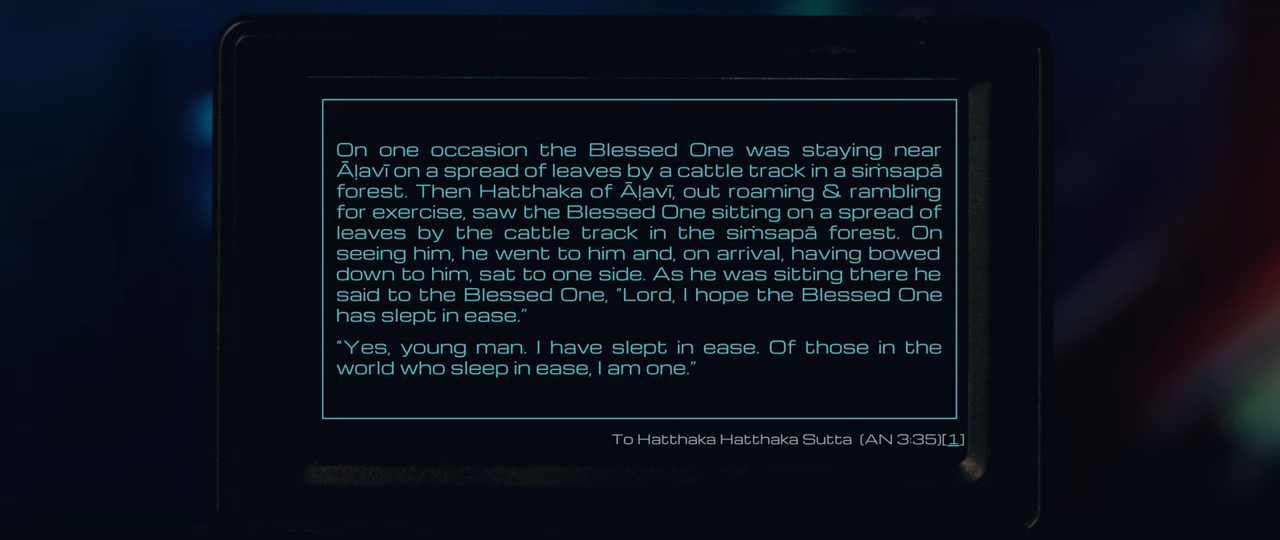 On one occasion the Blessed One was staying near
Āḷavī on a spread of leaves by a cattle track in a siṁsapā
forest. Then Hatthaka of Āḷavī, out roaming & rambling
for exercise, saw the Blessed One sitting on a spread of
leaves by the cattle track in the siṁsapā forest. On
seeing him, he went to him and, on arrival, having bowed
down to him, sat to one side. As he was sitting there he
said to the Blessed One, "Lord, I hope the Blessed One
has slept in ease."
"Yes, young man. I have slept in ease. Of those in the
world who sleep in ease, I am one."
To Hatthaka Hatthaka Sutta (AN 3:35)[1]